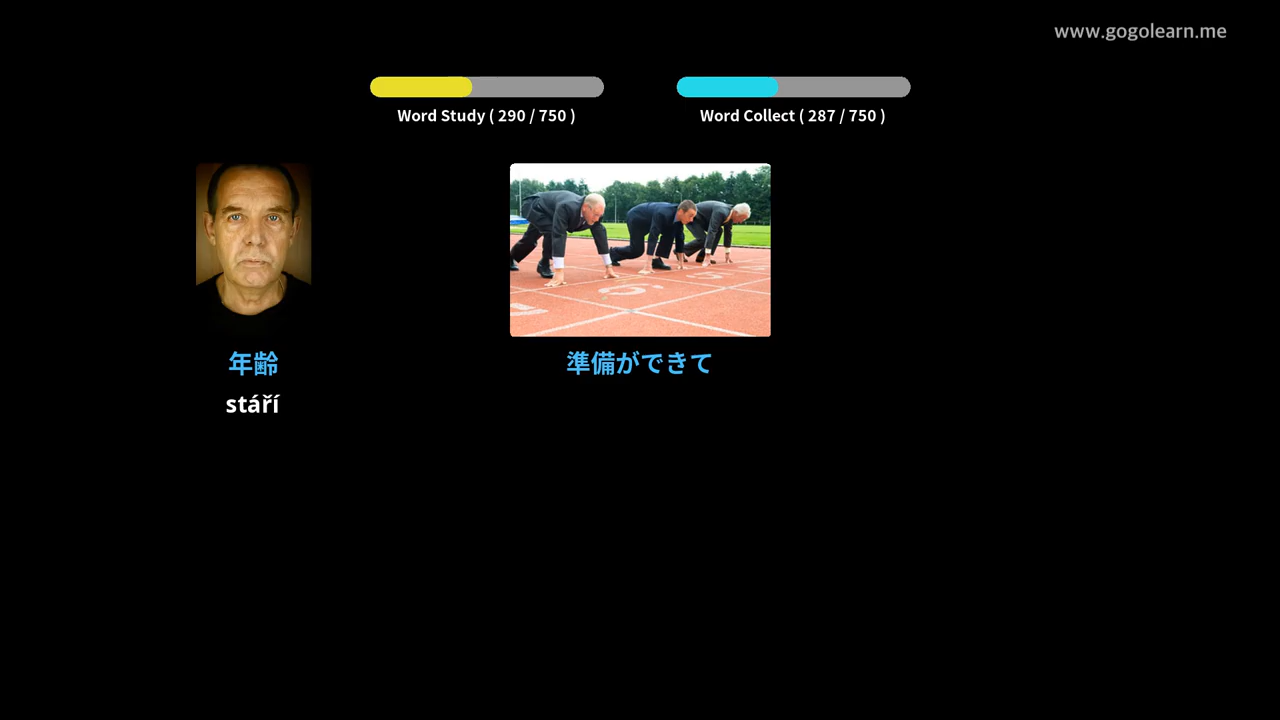 www.gogolearn.me
Word Study ( 290 / 750 )
Word Collect ( 287 / 750 )
年齢
準備ができて
stáří